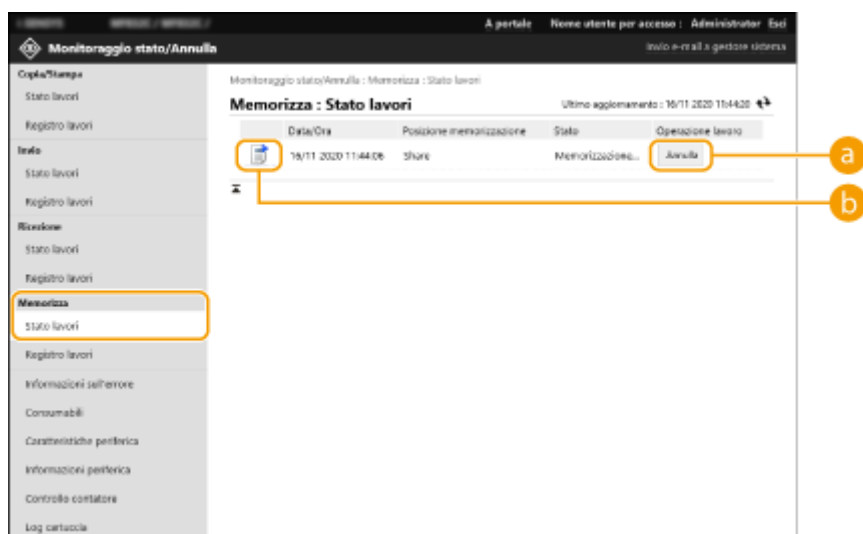 A portale Nome utente per accesso : Administrator Esci
Monitoraggio stato/Annulla
Invio e-mail a gestore sistema
Copia/Stampa
Stato lavori
Registro lavori
Invio
Stato lavori
Registro lavori
Ricezione
Stato lavori
Registro lavori
Memorizza
Stato lavori
Registro lavori
Informazioni sull'errore
Consumabili
Caratteristiche periferica
Informazioni periferica
Controllo contatore
Log cartuccia
Monitoraggio stato/Annulla : Memorizza : Stato lavori
Memorizza : Stato lavori
Ultimo aggiornamento : 16/11 2020 11:44:20
Data/Ora Posizione memorizzazione Stato Operazione lavoro
16/11 2020 11:44:06 Share Memorizzazione... Annulla
a
b